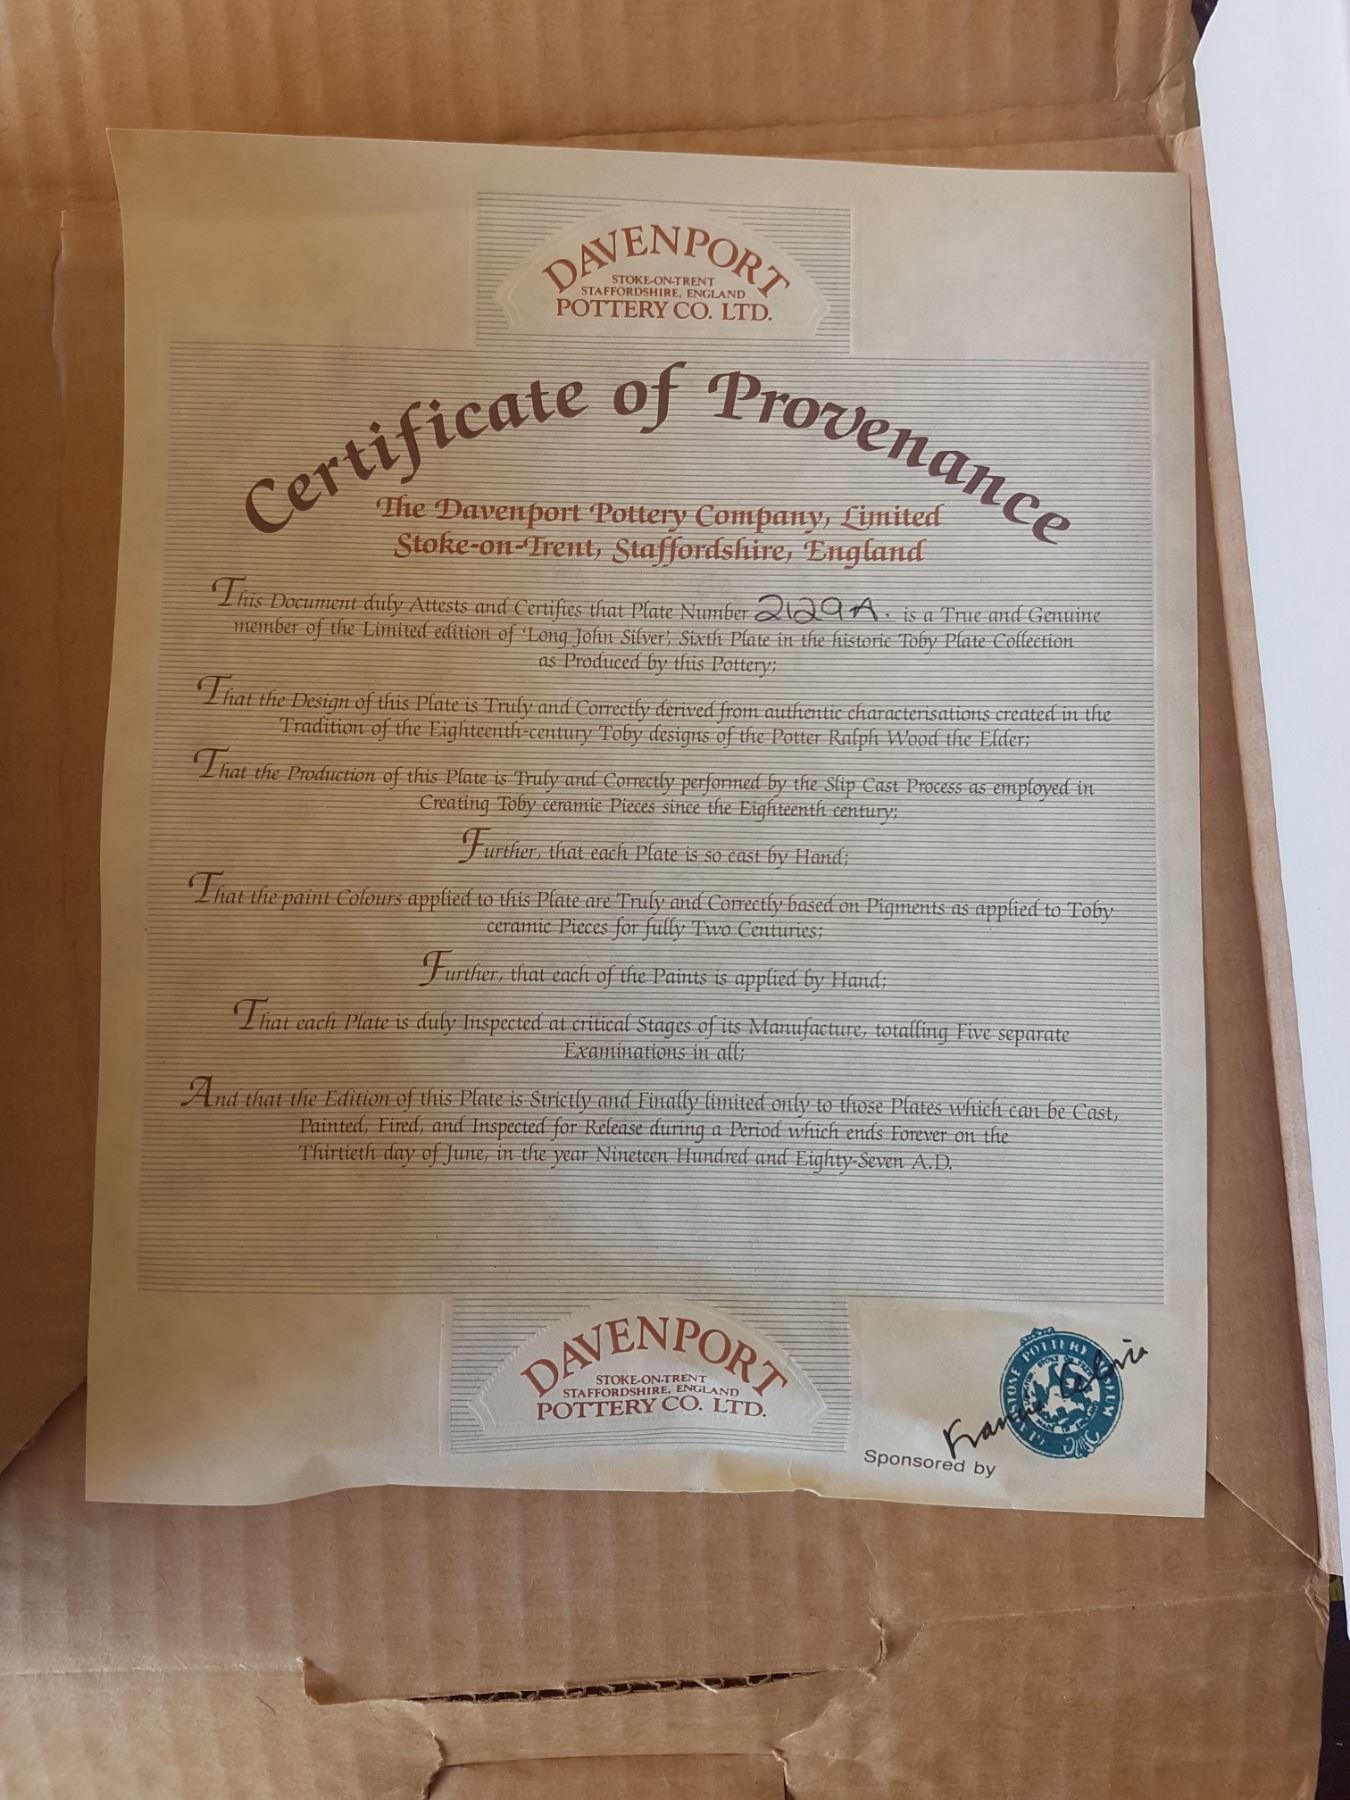 DAVENPORT
STOKE-ON-TRENT
STAFFORDSHIRE, ENGLAND
POTTERY CO. LTD.
Certificate of Provenance
The Davenport Pottery Company, Limited
Stoke-on-Trent, Staffordshire, England
This Document duly Attests and Certifies that Plate Number 2129A. is a True and Genuine
member of the Limited edition of 'Long John Silver', Sixth Plate in the historic Toby Plate Collection
as Produced by this Pottery;
That the Design of this Plate is Truly and Correctly derived from authentic characterisations created in the
Tradition of the Eighteenth-century Toby designs of the Potter Ralph Wood the Elder;
That the Production of this Plate is Truly and Correctly performed by the Slip Cast Process as employed in
Creating Toby ceramic Pieces since the Eighteenth century;
Further, that each Plate is so cast by Hand;
That the paint Colours applied to this Plate are Truly and Correctly based on Pigments as applied to Toby
ceramic Pieces for fully Two Centuries;
Further, that each of the Paints is applied by Hand;
That each Plate is duly Inspected at critical Stages of its Manufacture, totalling Five separate
Examinations in all;
And that the Edition of this Plate is Strictly and Finally limited only to those Plates which can be Cast,
Painted, Fired, and Inspected for Release during a Period which ends Forever on the
Thirtieth day of June, in the year Nineteen Hundred and Eighty-Seven A.D.
DAVENPORT
STOKE-ON-TRENT
STAFFORDSHIRE, ENGLAND
POTTERY CO. LTD.
POTTERY
Sponsored by